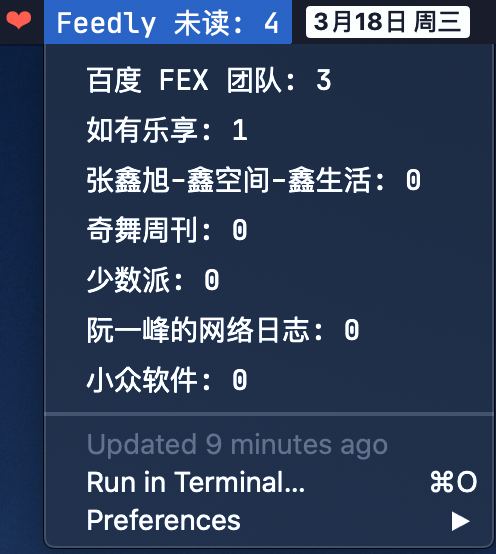 Feedly 未读: 4
3月18日 周三
百度 FEX 团队: 3
如有乐享: 1
张鑫旭-鑫空间-鑫生活: 0
奇舞周刊: 0
少数派: 0
阮一峰的网络日志: 0
小众软件: 0
Updated 9 minutes ago
Run in Terminal... ⌘O
Preferences ▶